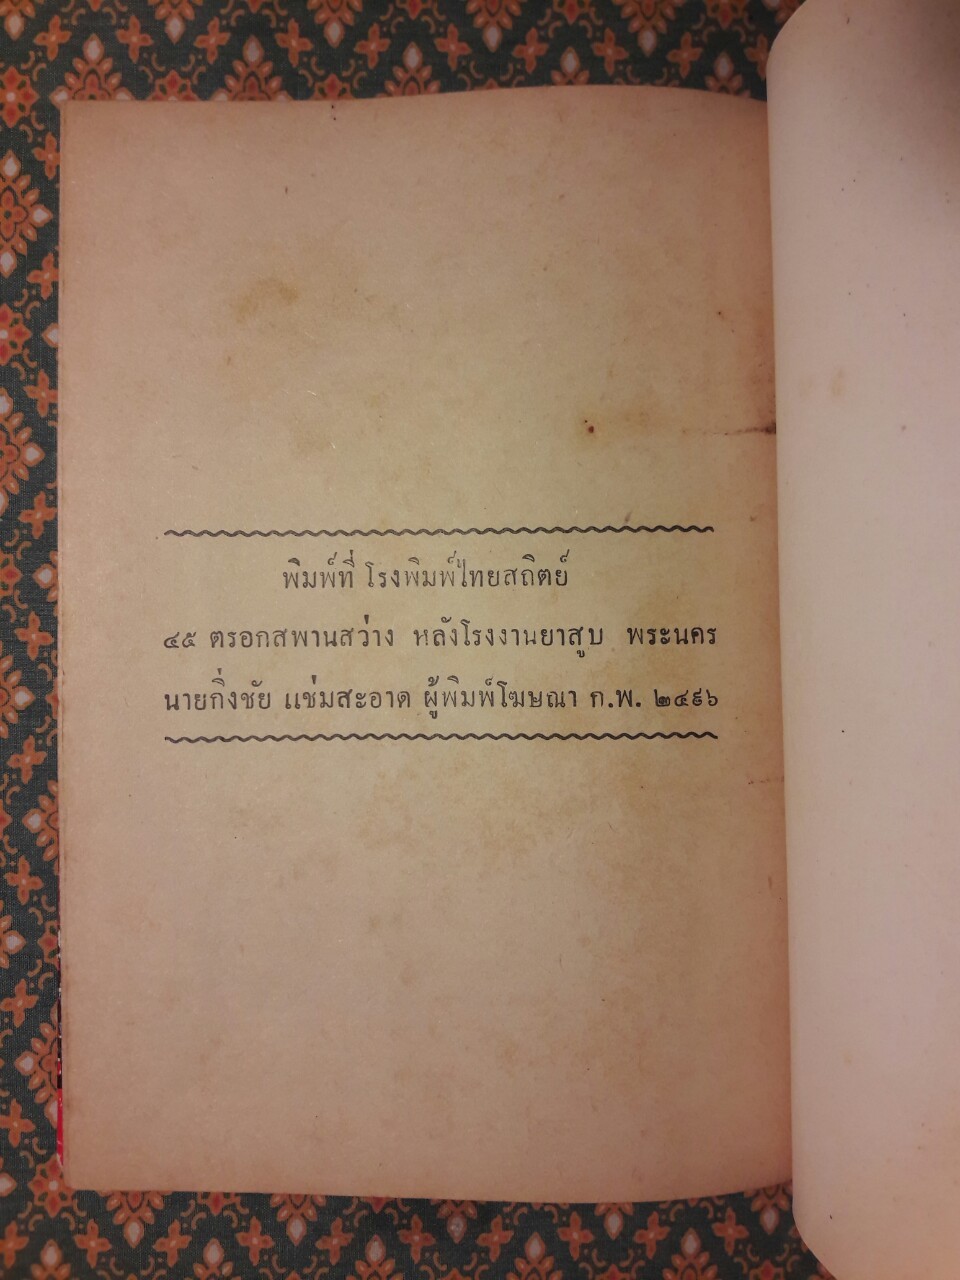 พิมพ์ที่ โรงพิมพ์ไทยสถิตย์
๔๕ ตรอกสพานสว่าง หลังโรงงานยาสูบ พระนคร
นายกิ่งชัย แช่มสะอาด ผู้พิมพ์โฆษณา ก.พ. ๒๔๙๖